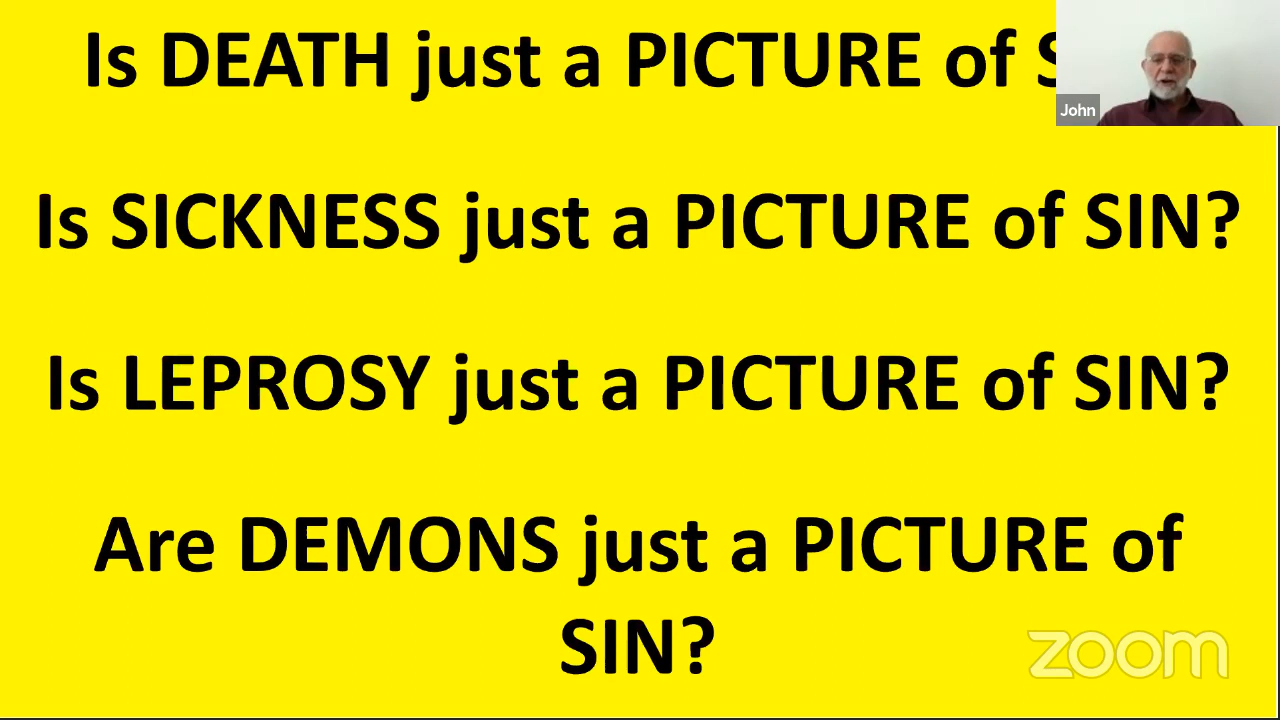 Is DEATH just a PICTURE of
John
Is SICKNESS just a PICTURE of SIN?
Is LEPROSY just a PICTURE of SIN?
Are DEMONS just a PICTURE of
SIN?
zoom